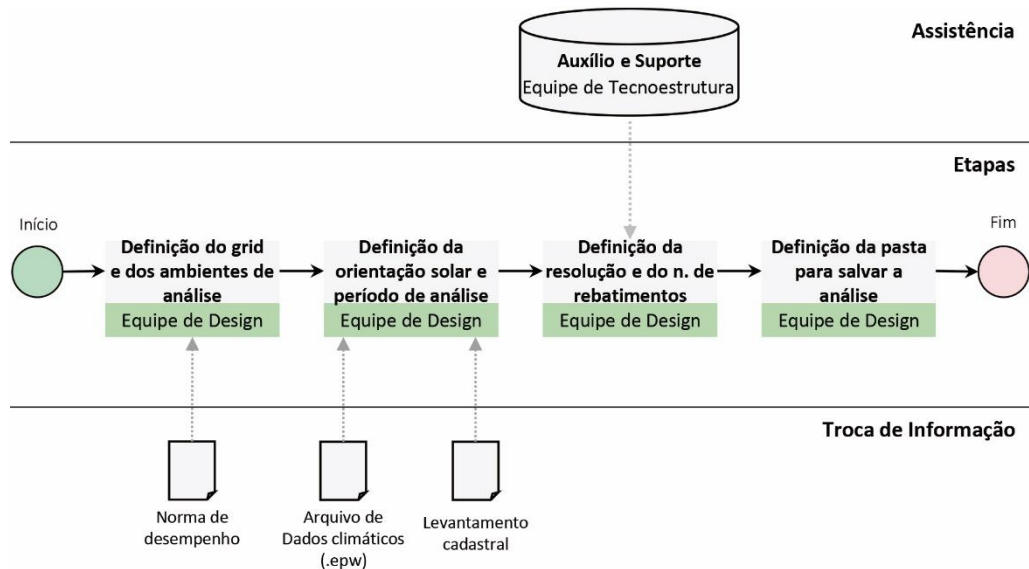 Assistência
Auxílio e Suporte
Equipe de Tecnoestrutura
Etapas
Início
Definição do grid
e dos ambientes de
análise
Equipe de Design
Definição da
orientação solar e
período de análise
Equipe de Design
Definição da
resolução e do n. de
rebatimentos
Equipe de Design
Definição da pasta
para salvar a
análise
Equipe de Design
Fim
Troca de Informação
Norma de
desempenho
Arquivo de
Dados climáticos
(.epw)
Levantamento
cadastral